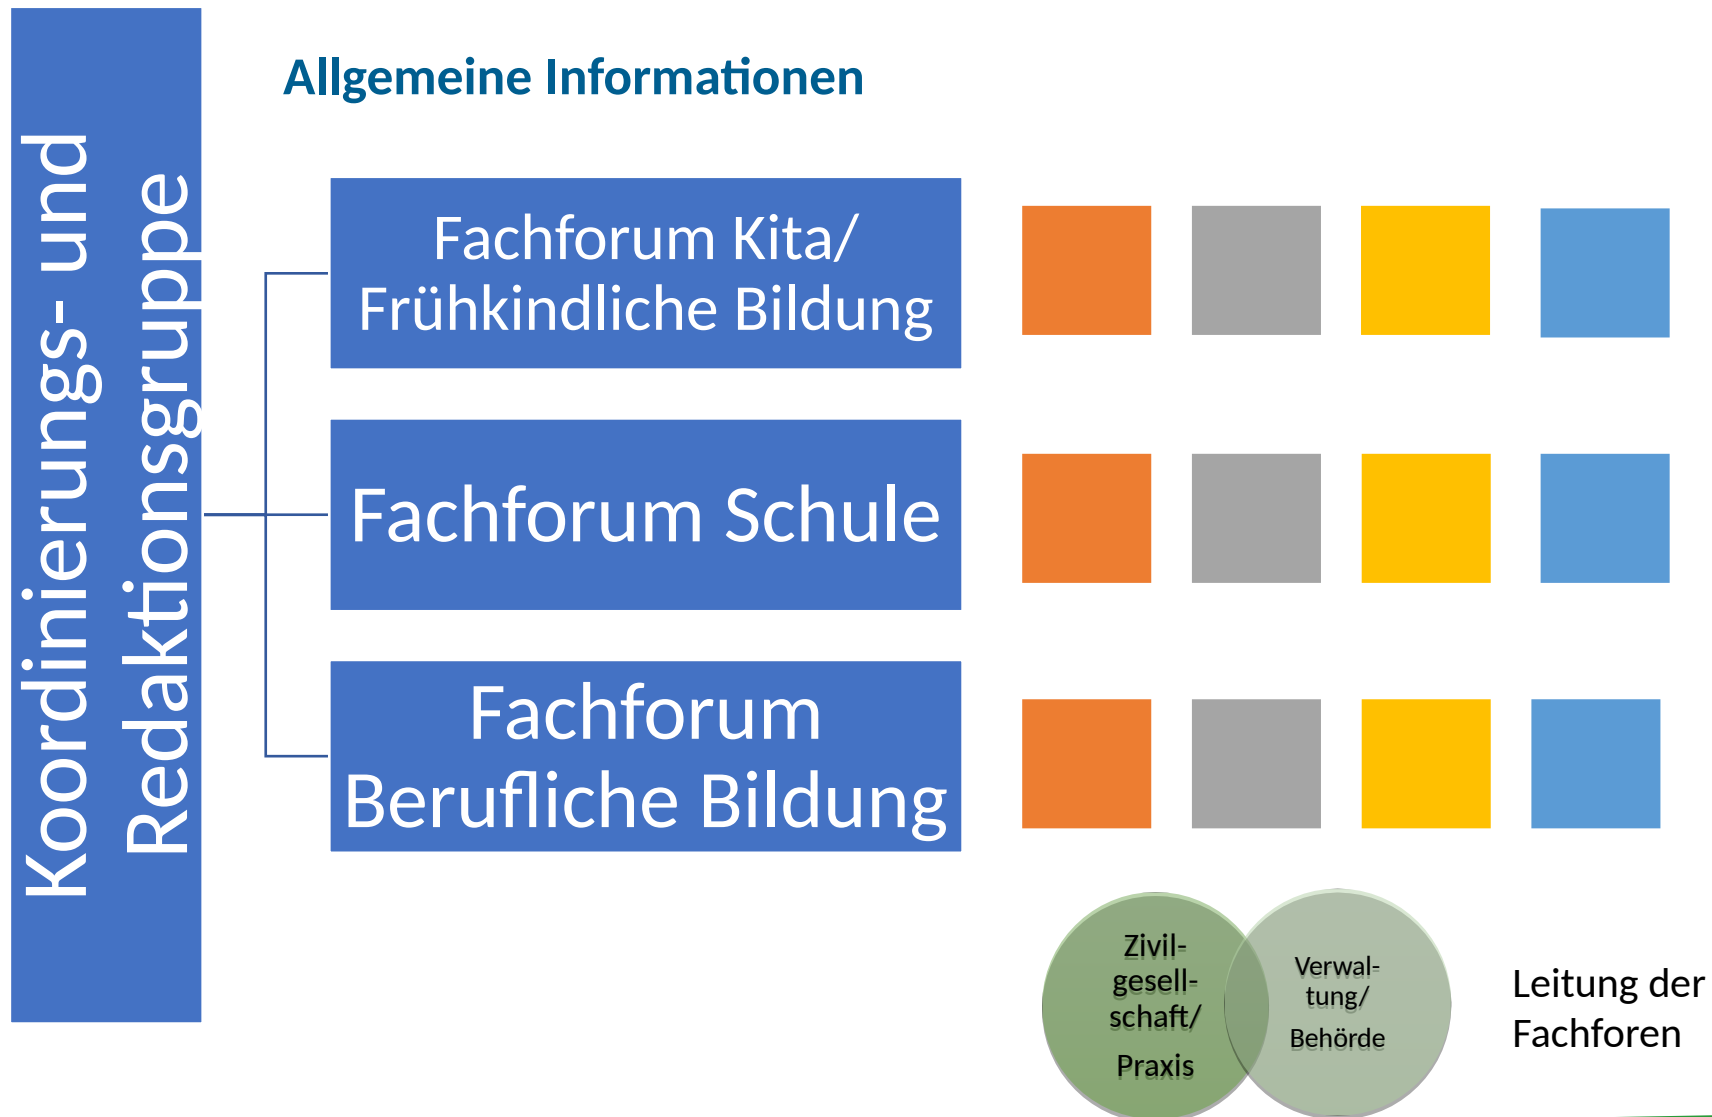 Koordinierungs- und
Redaktionsgruppe
Allgemeine Informationen
Fachforum Kita/
Frühkindliche Bildung
Fachforum Schule
Fachforum
Berufliche Bildung
Zivil-
gesell-
schaft/
Praxis
Verwal-
tung/
Behörde
Leitung der
Fachforen